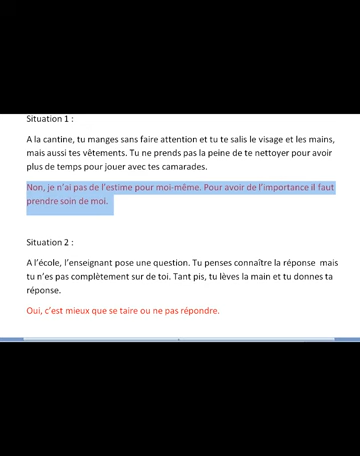 Situation 1 :
A la cantine, tu manges sans faire attention et tu te salis le visage et les mains,
mais aussi tes vêtements. Tu ne prends pas la peine de te nettoyer pour avoir
plus de temps pour jouer avec tes camarades.
Non, je n'ai pas de l'estime pour moi-même. Pour avoir de l'importance il faut
prendre soin de moi.
Situation 2 :
A l'école, l'enseignant pose une question. Tu penses connaître la réponse mais
tu n'es pas complètement sur de toi. Tant pis, tu lèves la main et tu donnes ta
réponse.
Oui, c'est mieux que se taire ou ne pas répondre.